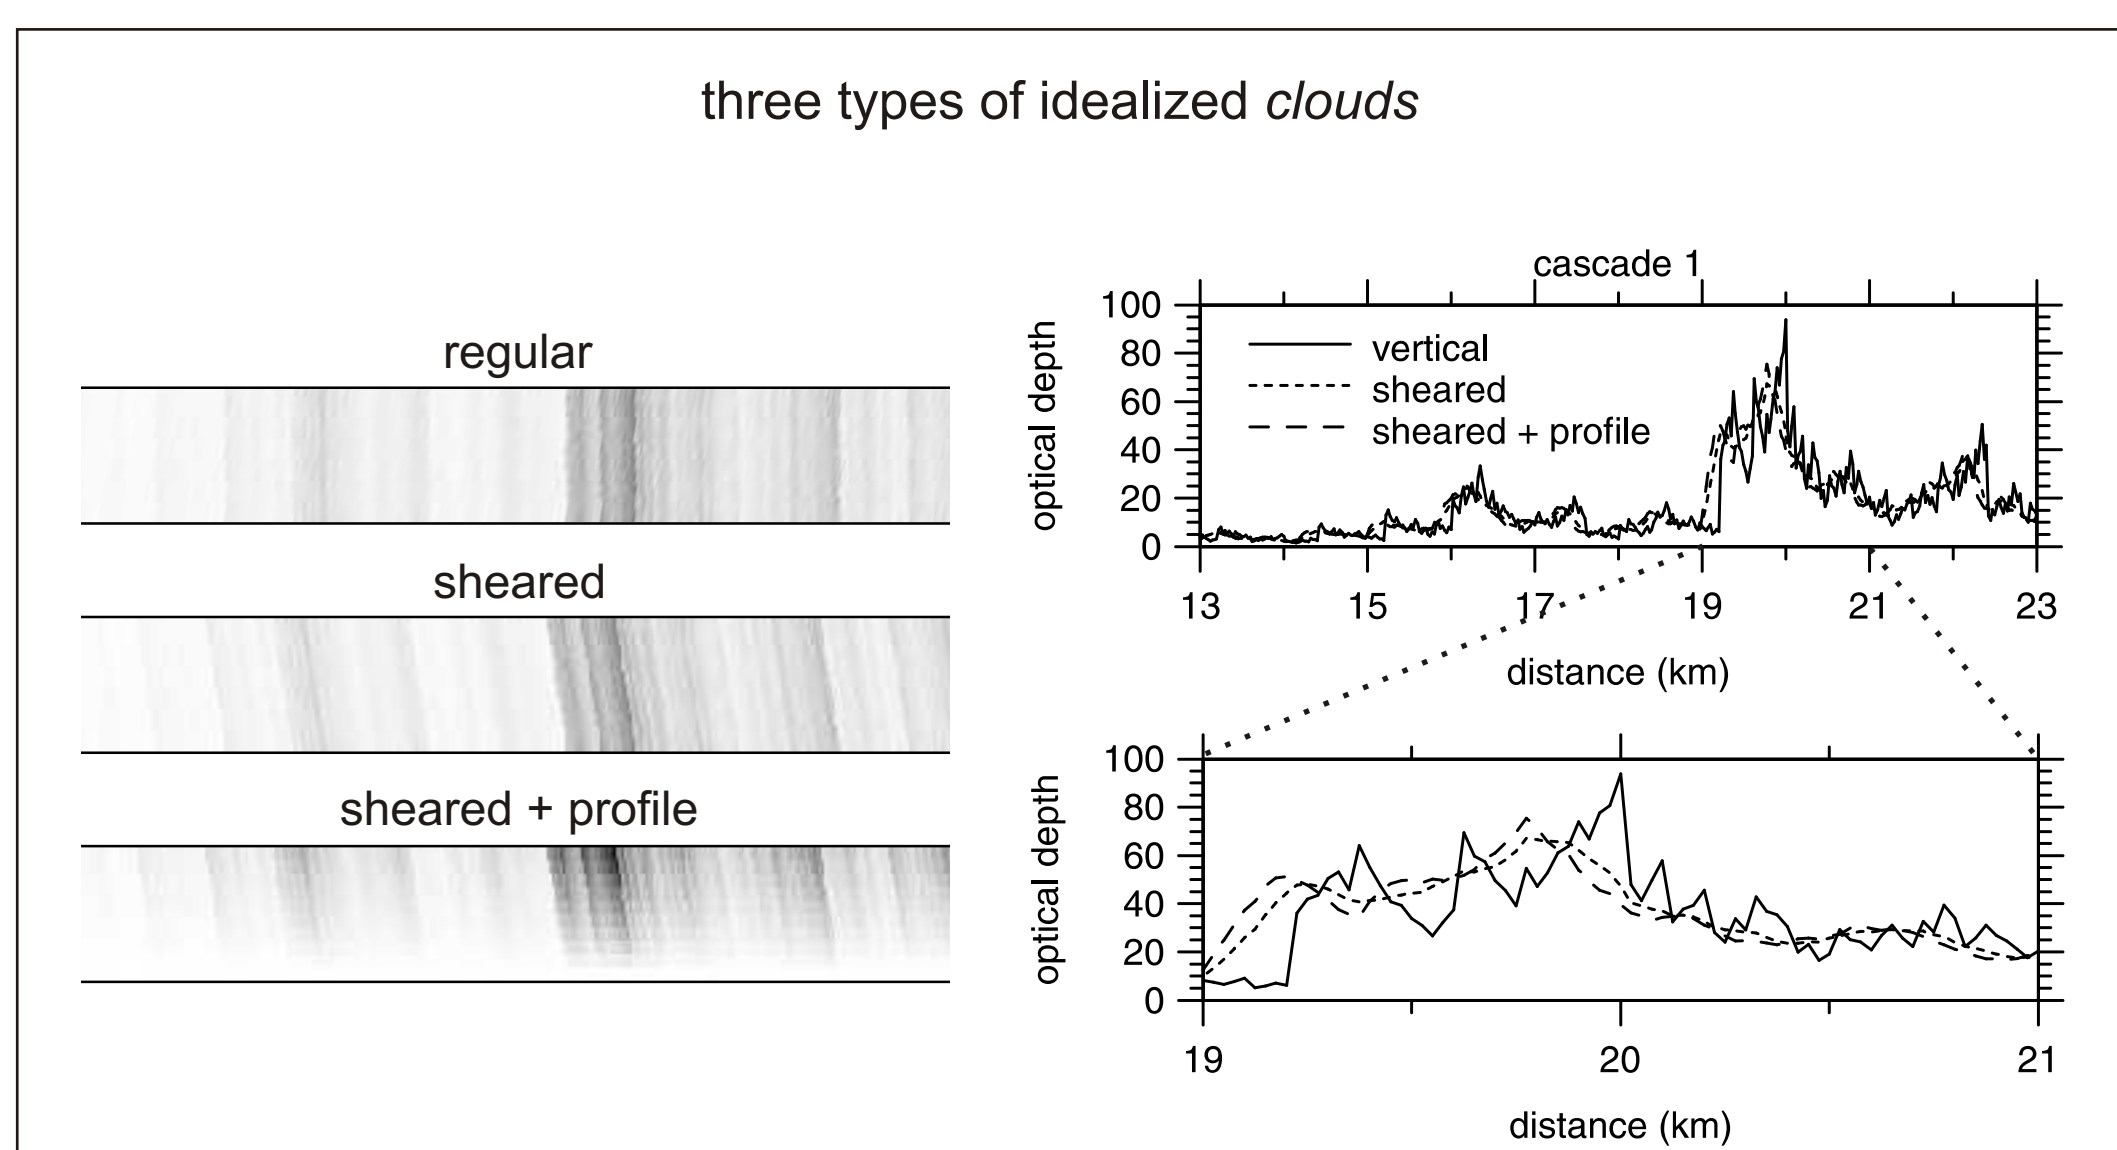 three types of idealized clouds
regular
sheared
sheared + profile
cascade 1
optical depth
100
80
60
40
20
0
vertical
sheared
sheared + profile
13 15 17 19 21 23
distance (km)
optical depth
100
80
60
40
20
0
19 20 21
distance (km)